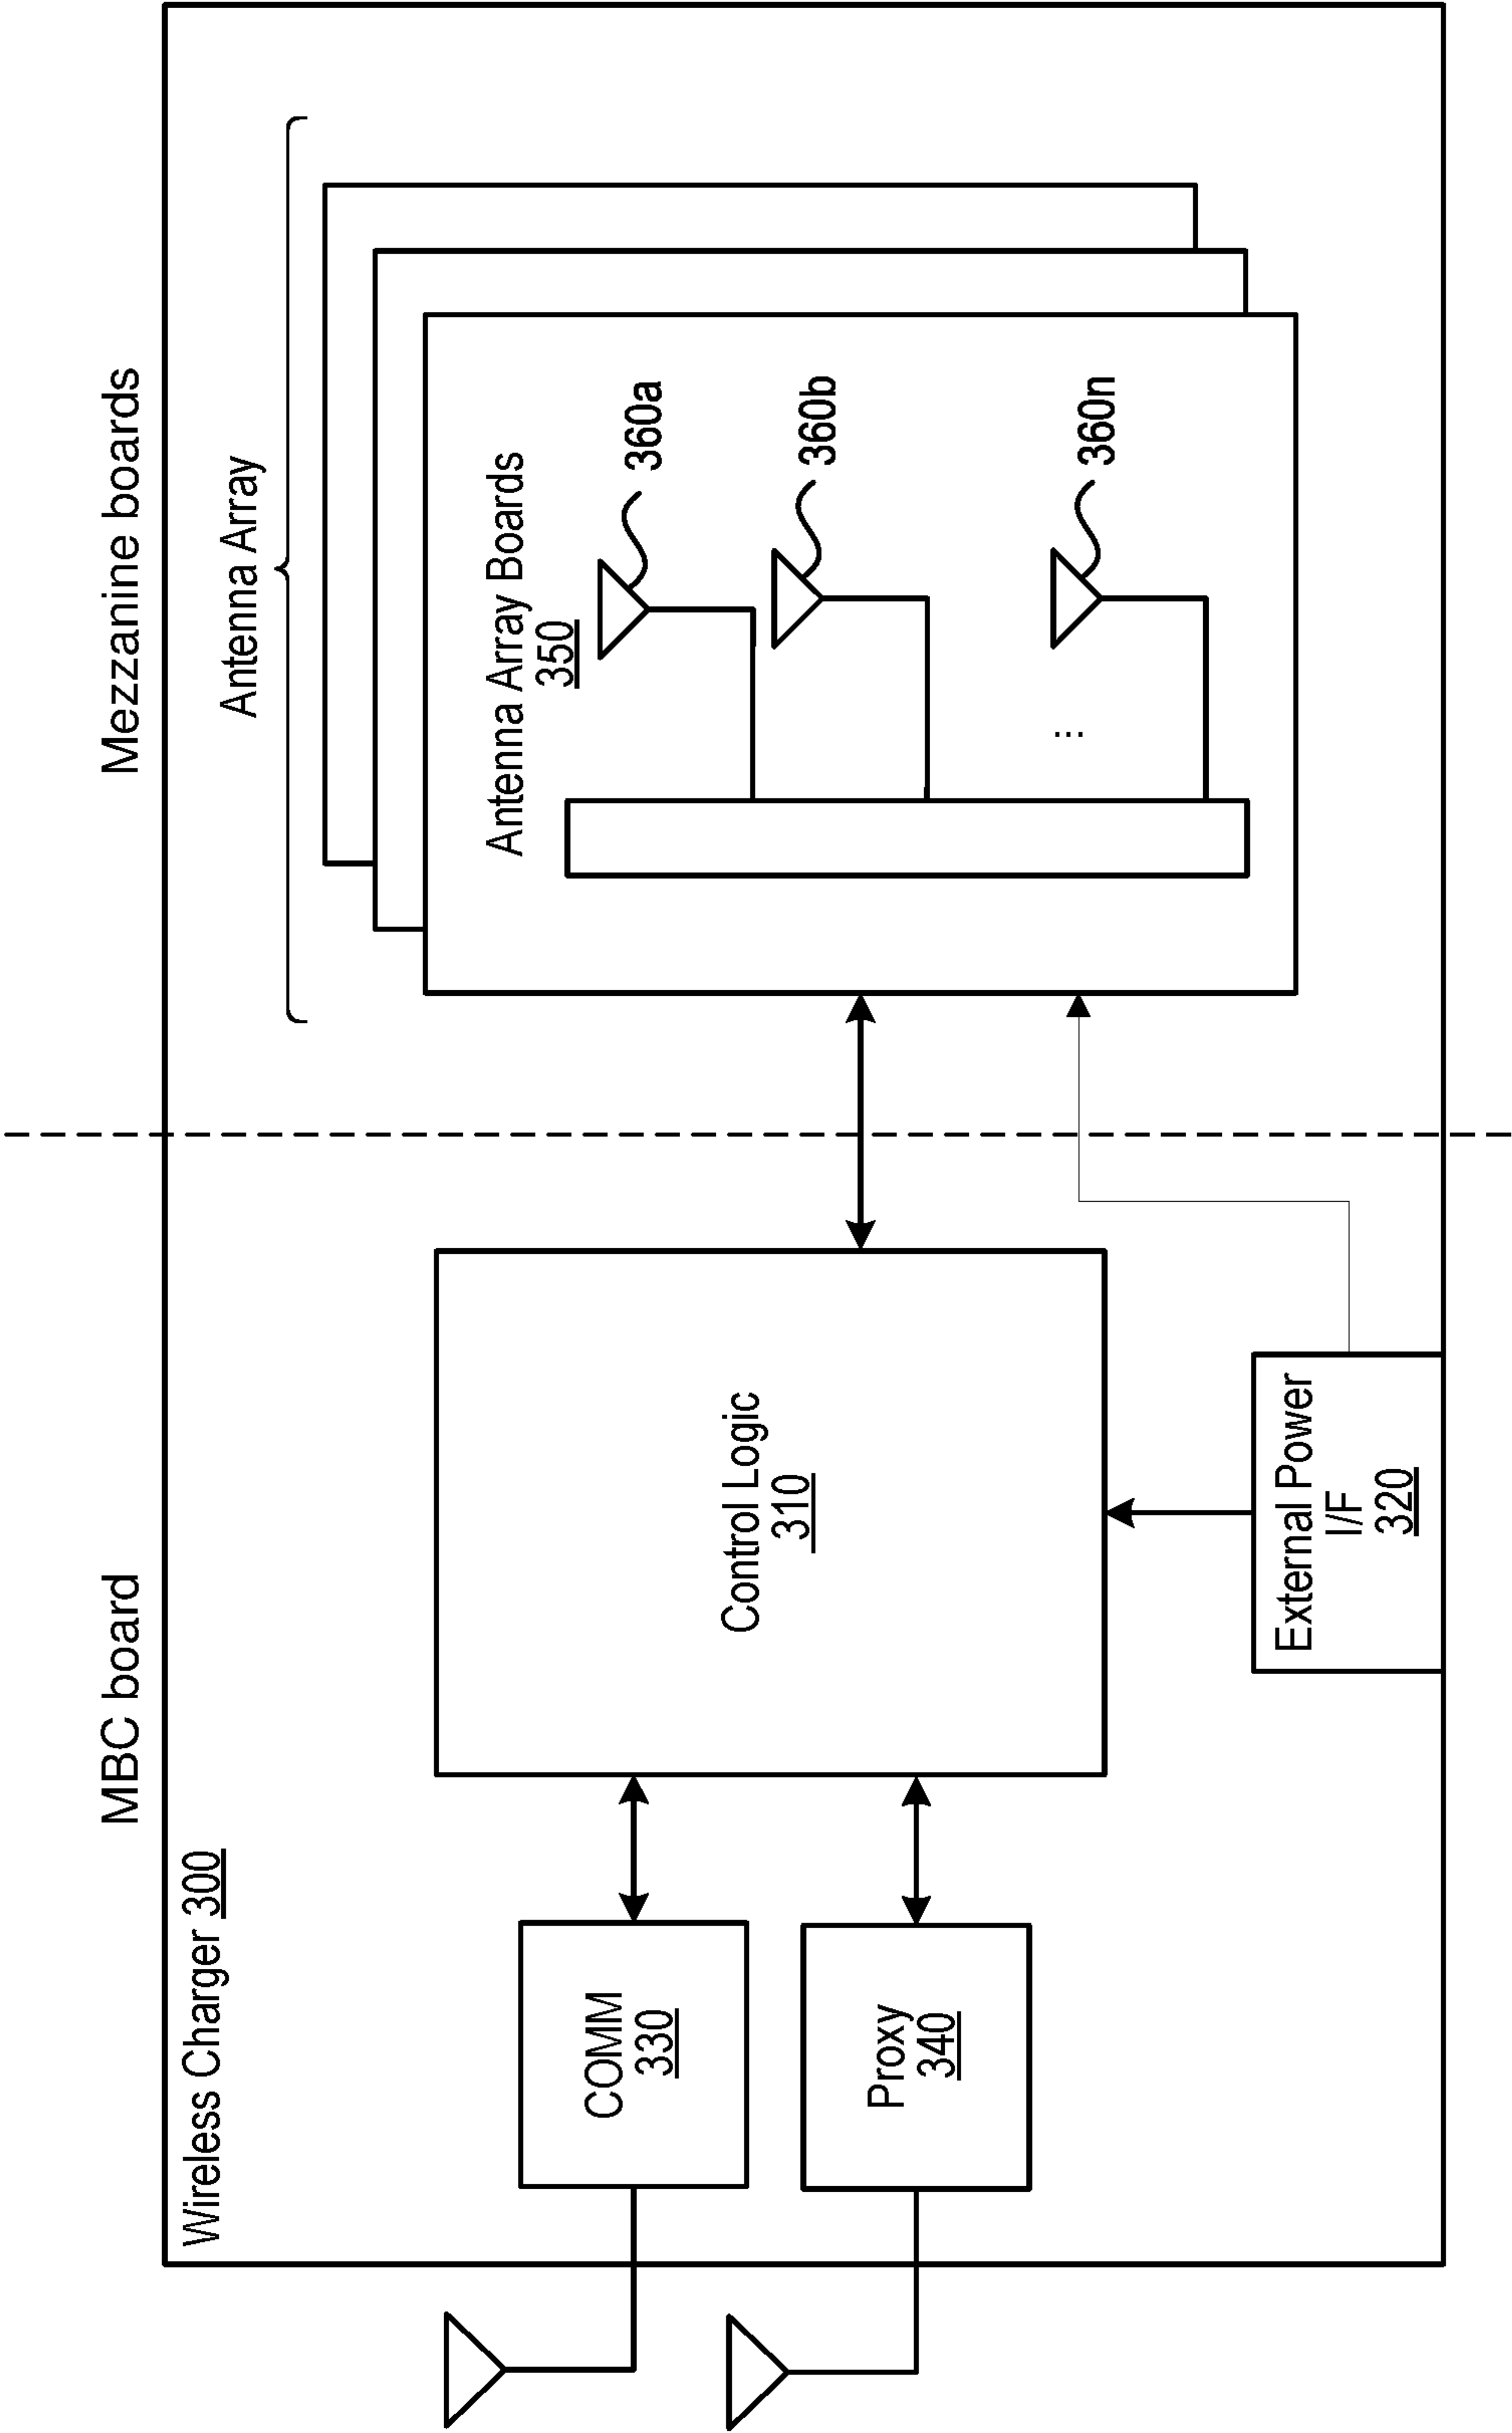 MBC board
Mezzanine boards
Wireless Charger 300
Antenna Array
COMM
330
Proxy
340
Control Logic
310
External Power
I/F
320
Antenna Array Boards
350
360a
360b
...
360n